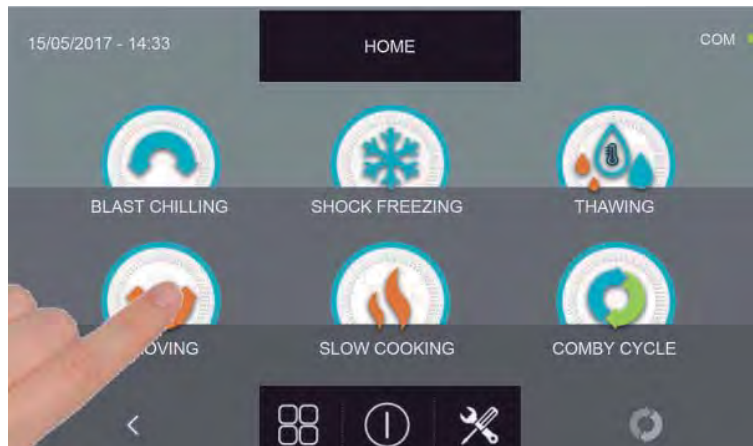 15/05/2017 - 14:33
HOME
COM
BLAST CHILLING
SHOCK FREEZING
THAWING
OVING
SLOW COOKING
COMBY CYCLE